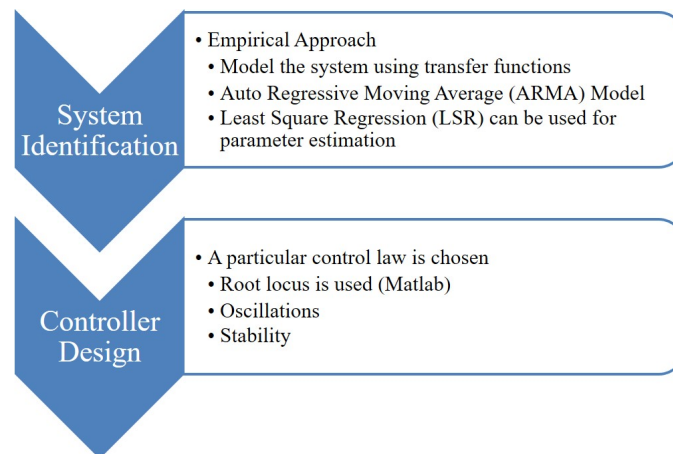 System
Identification
• Empirical Approach
• Model the system using transfer functions
• Auto Regressive Moving Average (ARMA) Model
• Least Square Regression (LSR) can be used for
parameter estimation
Controller
Design
• A particular control law is chosen
• Root locus is used (Matlab)
• Oscillations
• Stability